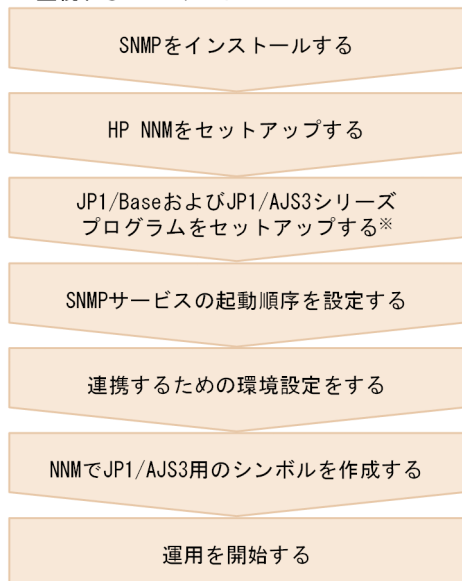 SNMPをインストールする
HP NNMをセットアップする
JP1/BaseおよびJP1/AJS3シリーズ
プログラムをセットアップする※
SNMPサービスの起動順序を設定する
連携するための環境設定をする
NNMでJP1/AJS3用のシンボルを作成する
運用を開始する